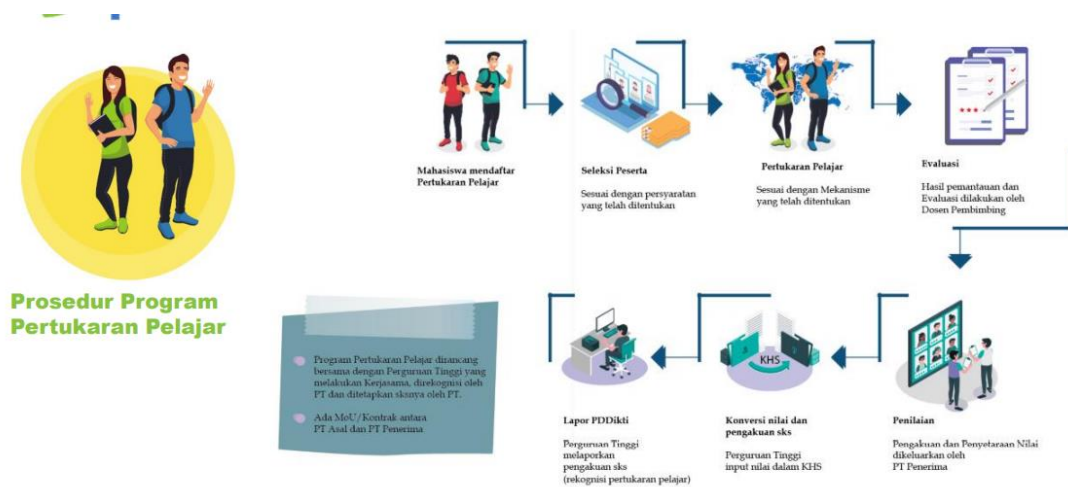 Prosedur Program
Pertukaran Pelajar
Mahasiswa mendaftar
Pertukaran Pelajar
Seleksi Peserta
Sesuai dengan persyaratan
yang telah ditentukan
Pertukaran Pelajar
Sesuai dengan Mekanisme
yang telah ditentukan
Evaluasi
Hasil pemantauan dan
Evaluasi dilakukan oleh
Dosen Pembimbing
Penilaian
Pengakuan dan Penyetaraan Nilai
dikeluarkan oleh
PT Penerima
KHS
Konversi nilai dan
pengakuan sks
Perguruan Tinggi
input nilai dalam KHS
Lapor PDDikti
Perguruan Tinggi
melaporkan
pengakuan sks
(rekognisi pertukaran pelajar)
Program Pertukaran Pelajar dirancang
bersama dengan Perguruan Tinggi yang
melakukan Kerjasama, direkognisi oleh
PT dan ditetapkan sksnya oleh PT.
Ada MoU/Kontrak antara
PT Asal dan PT Penerima